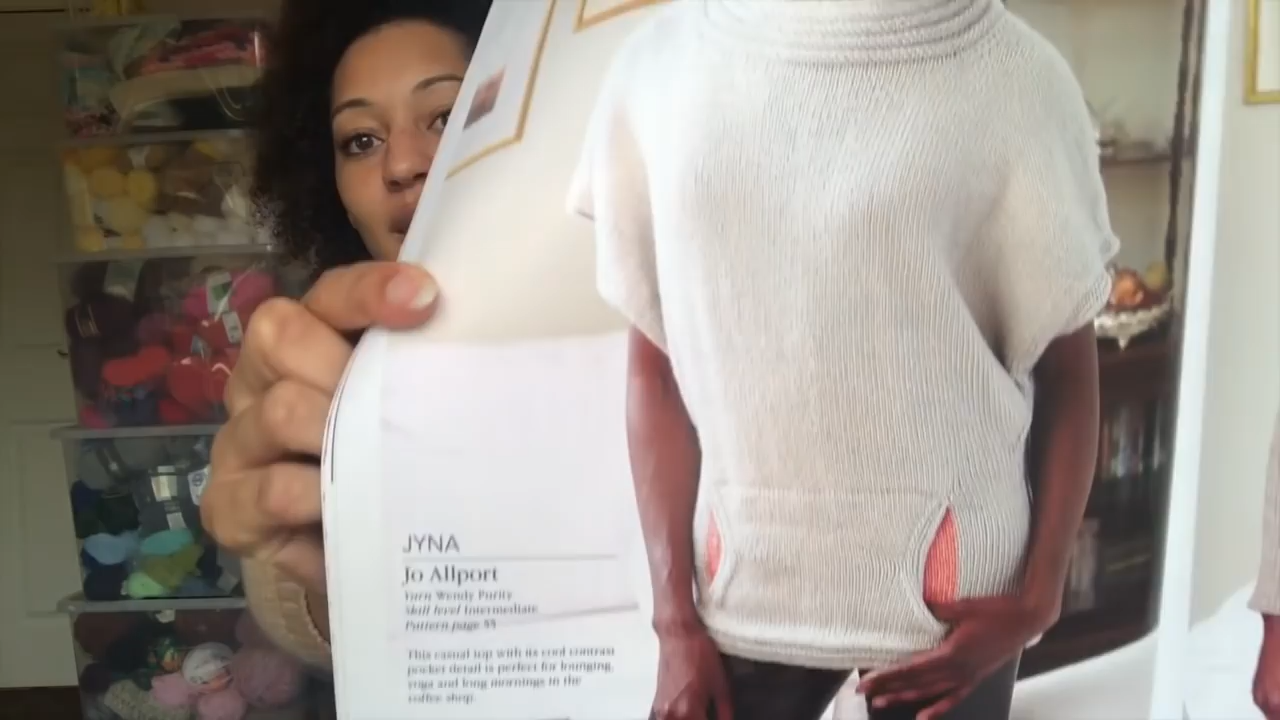 JYNA
Jo Allport
Yarn Wendy Purity
Skill level Intermediate
Pattern page 55
This casual top with its cool contrast
pocket detail is perfect for lounging,
yoga and long mornings in the
coffee shop.